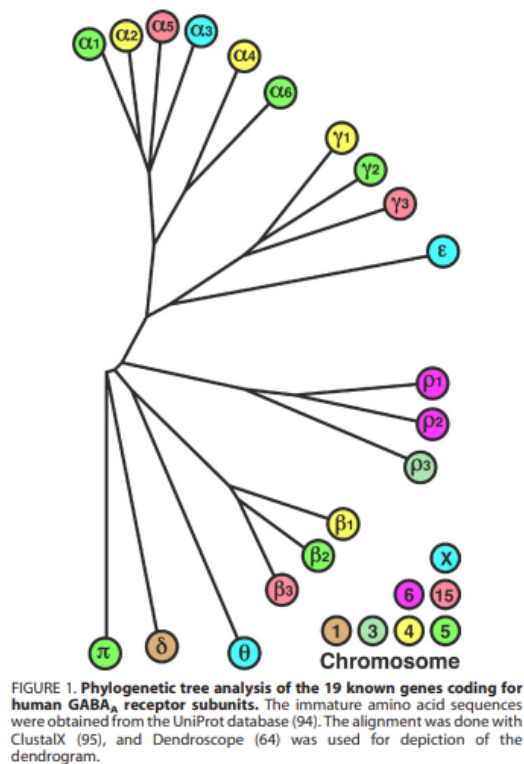 α1
α2
α5
α3
α4
α6
γ1
γ2
γ3
ε
ρ1
ρ2
ρ3
β1
β2
β3
π
δ
θ
X
6 15
1 3 4 5
Chromosome
FIGURE 1. Phylogenetic tree analysis of the 19 known genes coding for
human GABAA receptor subunits. The immature amino acid sequences
were obtained from the UniProt database (94). The alignment was done with
ClustalX (95), and Dendroscope (64) was used for depiction of the
dendrogram.